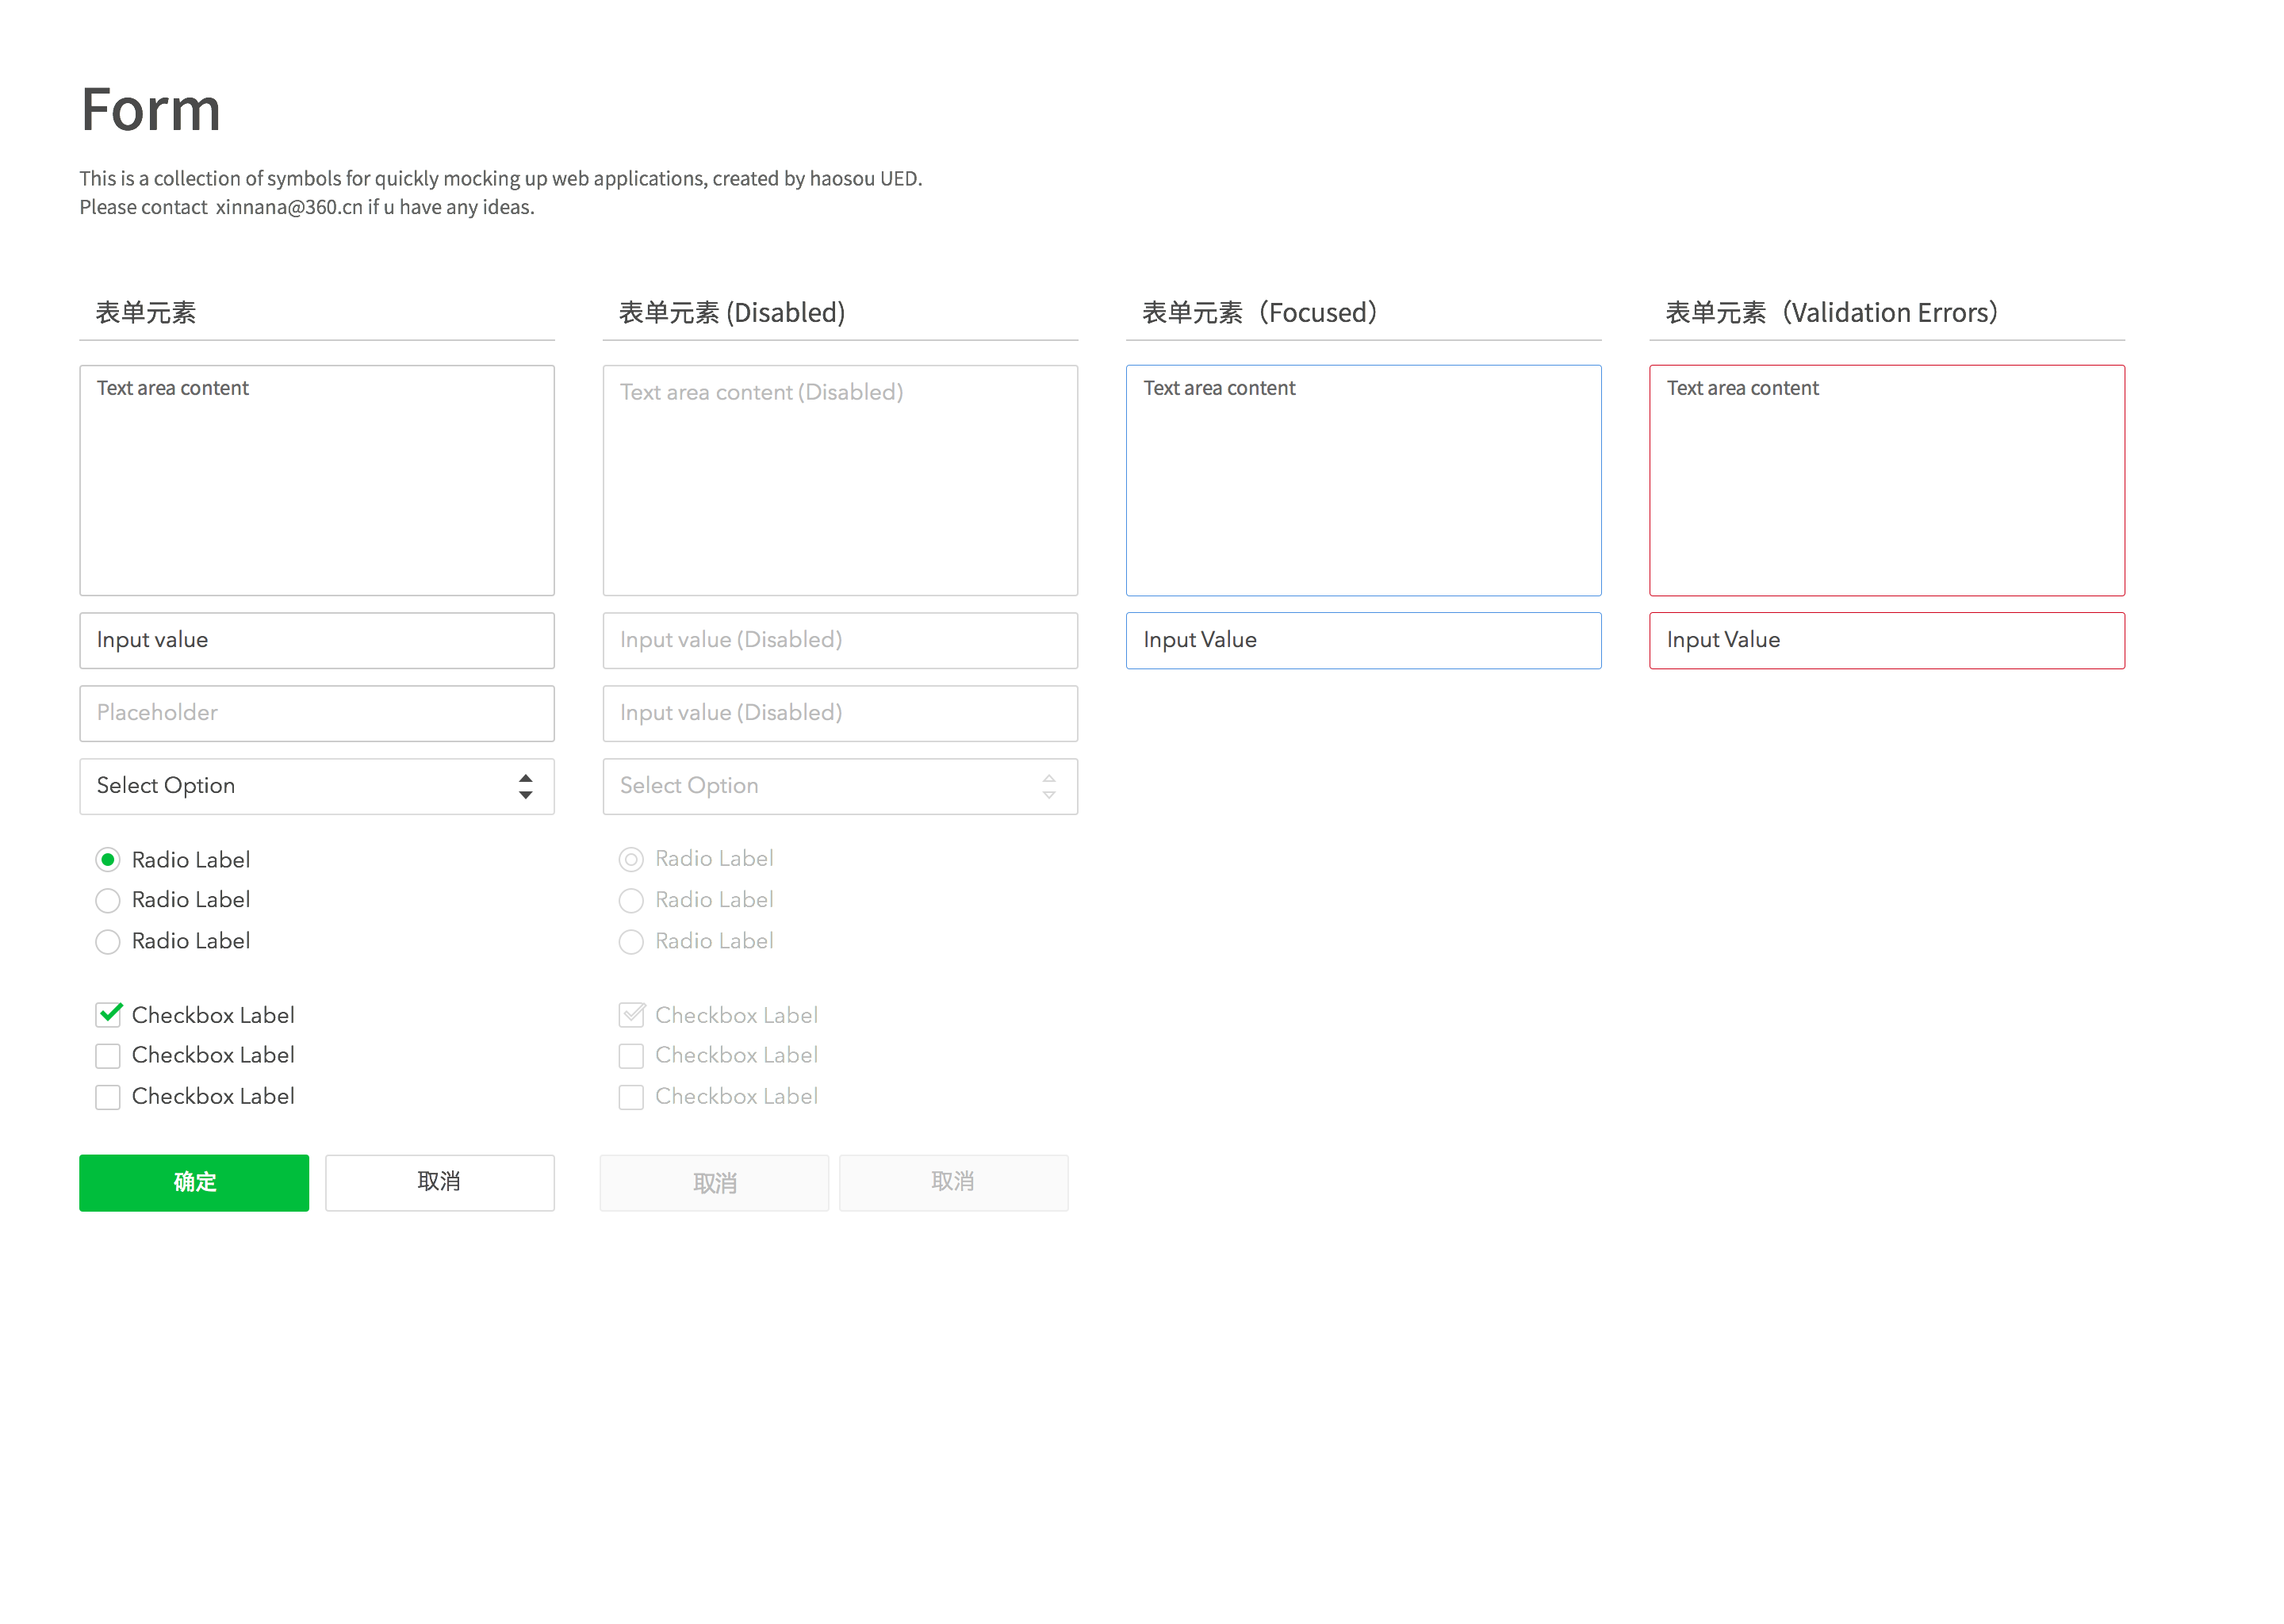 Form
This is a collection of symbols for quickly mocking up web applications, created by haosou UED.
Please contact  xinnana@360.cn if u have any ideas.
表单元素
Text area content
Input value
Placeholder
Select Option
Radio Label
Radio Label
Radio Label
Checkbox Label
Checkbox Label
Checkbox Label
确定
取消
表单元素 (Disabled)
Text area content (Disabled)
Input value (Disabled)
Input value (Disabled)
Select Option
Radio Label
Radio Label
Radio Label
Checkbox Label
Checkbox Label
Checkbox Label
取消
取消
表单元素（Focused）
Text area content
Input Value
表单元素（Validation Errors）
Text area content
Input Value